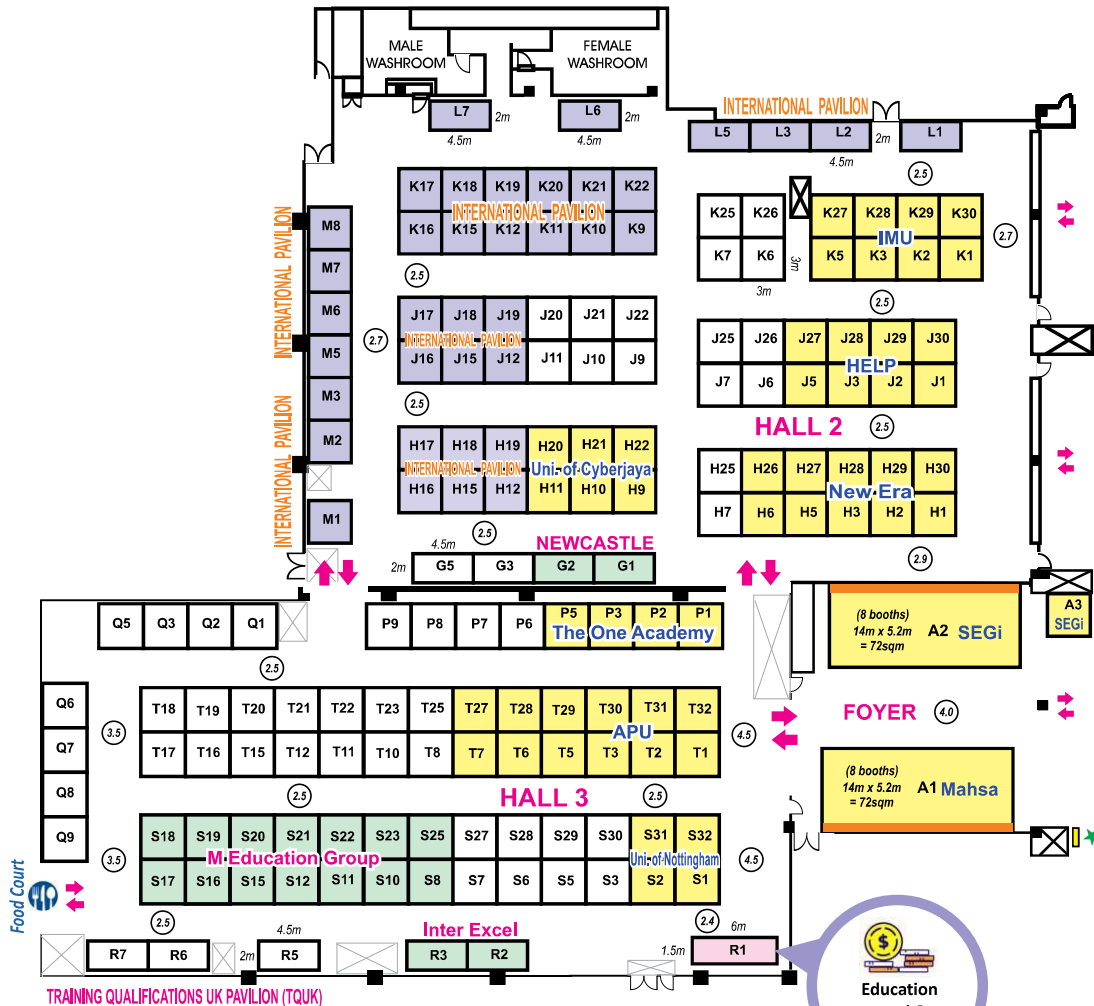 MALE
WASHROOM
FEMALE
WASHROOM
INTERNATIONAL PAVILION
L7
2m
4.5m
L6
2m
4.5m
L5 L3 L2 2m L1
4.5m
2.5
K17 K18 K19 K20 K21 K22
INTERNATIONAL PAVILION
K16 K15 K12 K11 K10 K9
K25 K26
K7 K6
3m
3m
K27 K28 K29 K30
IMU
K5 K3 K2 K1
2.7
2.5
2.5
INTERNATIONAL PAVILION
INTERNATIONAL PAVILION
INTERNATIONAL PAVILION
M8
M7
M6
M5
M3
M2
M1
2.7
J17 J18 J19 J20 J21 J22
INTERNATIONAL PAVILION
J16 J15 J12 J11 J10 J9
J25 J26 J27 J28 J29 J30
HELP
J7 J6 J5 J3 J2 J1
2.5
HALL 2
2.5
H17 H18 H19 H20 H21 H22
INTERNATIONAL PAVILION
Uni. of Cyberjaya
H16 H15 H12 H11 H10 H9
H25 H26 H27 H28 H29 H30
New Era
H7 H6 H5 H3 H2 H1
2.5
2.9
NEWCASTLE
4.5m
2m
G5 G3 G2 G1
Q5 Q3 Q2 Q1
P9 P8 P7 P6 P5 P3 P2 P1
The One Academy
(8 booths)
14m x 5.2m
= 72sqm
A2 SEGi
A3
SEGi
2.5
Q6
Q7
Q8
Q9
3.5
T18 T19 T20 T21 T22 T23 T25 T27 T28 T29 T30 T31 T32
APU
T17 T16 T15 T12 T11 T10 T8 T7 T6 T5 T3 T2 T1
4.5
FOYER
4.0
(8 booths)
14m x 5.2m
= 72sqm
A1 Mahsa
2.5
HALL 3
2.5
S18 S19 S20 S21 S22 S23 S25 S27 S28 S29 S30 S31 S32
M Education Group
Uni. of Nottingham
S17 S16 S15 S12 S11 S10 S8 S7 S6 S5 S3 S2 S1
3.5
4.5
Food Court
2.5
2.4
R7 R6
2m
4.5m
R5
Inter Excel
R3 R2
6m
1.5m
R1
TRAINING QUALIFICATIONS UK PAVILION (TQUK)
$
Education